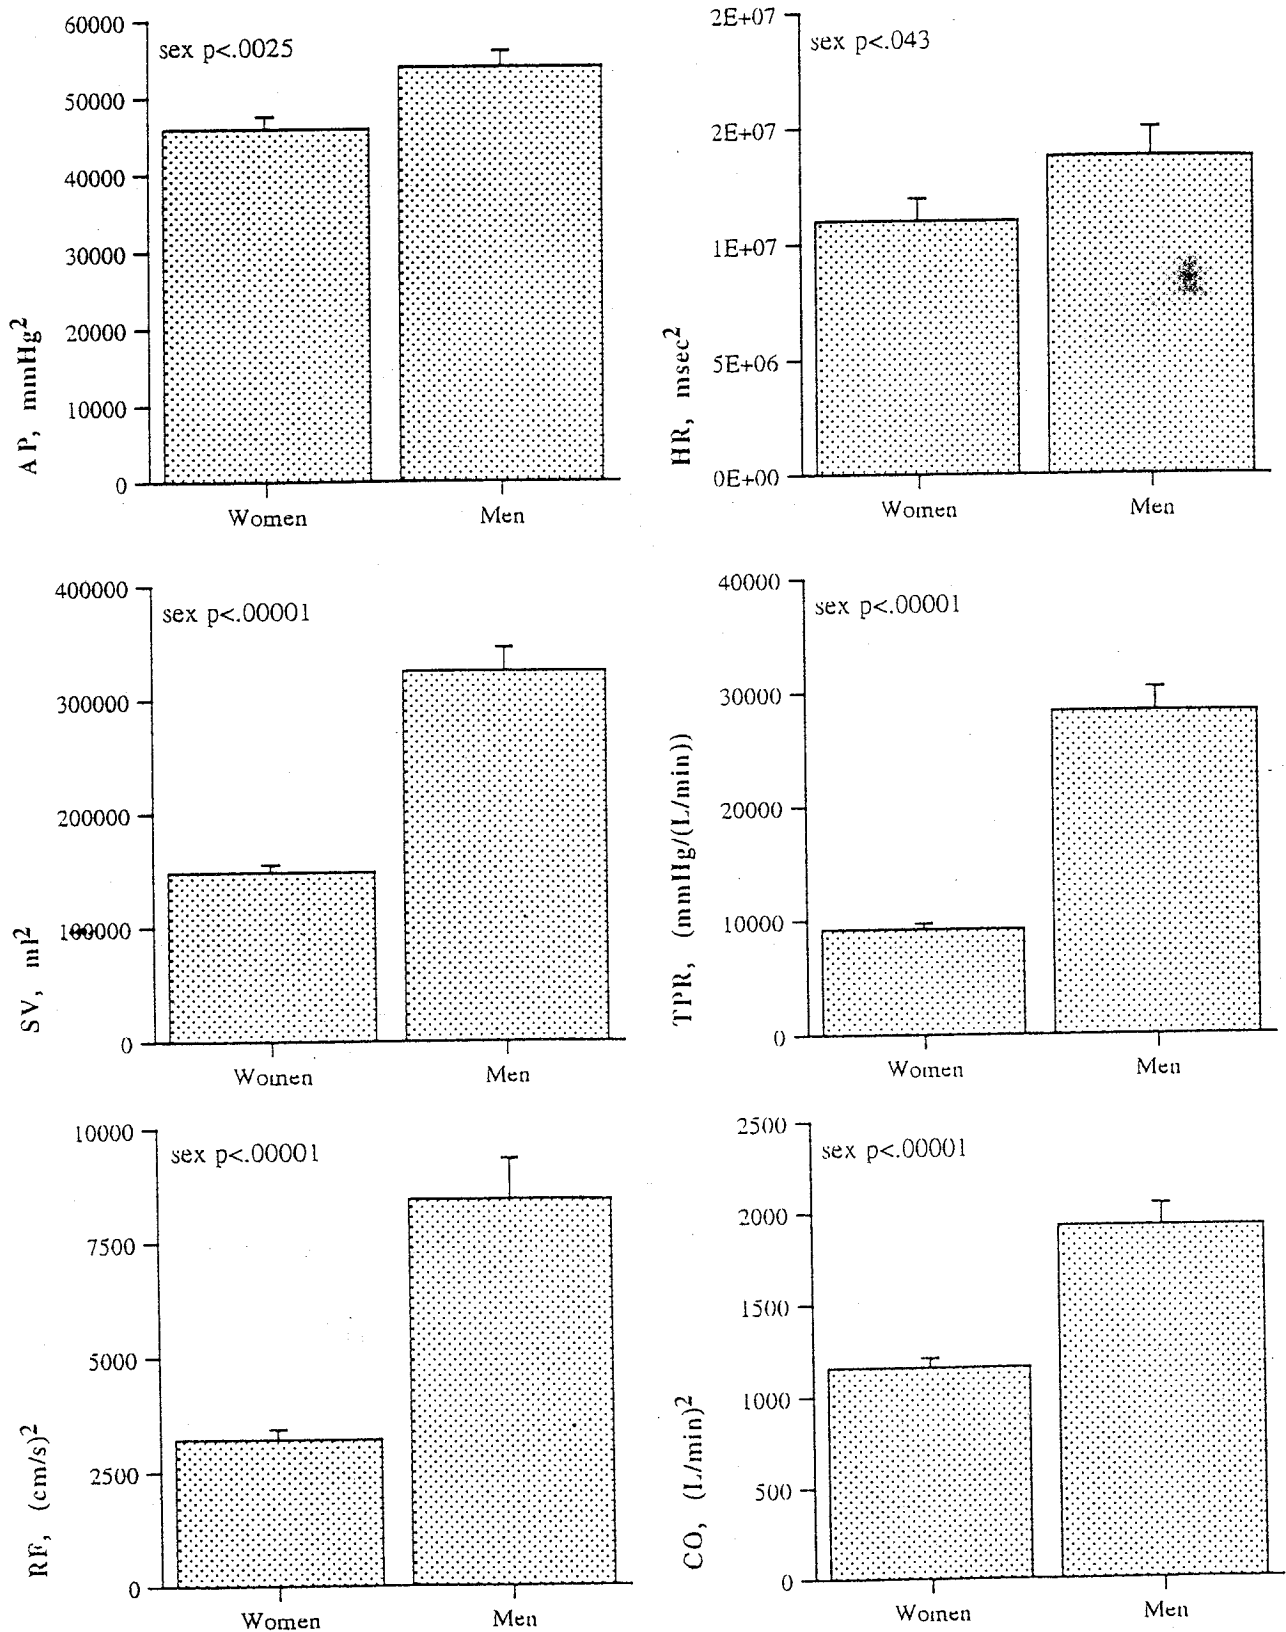 60000
sex p<.0025
50000
40000
30000
20000
10000
0
AP, mmHg2
Women
Men
2E+07
sex p<.043
2E+07
1E+07
5E+06
0E+00
HR, msec2
Women
Men
400000
sex p<.00001
300000
200000
100000
0
SV, ml2
Women
Men
40000
sex p<.00001
30000
20000
10000
0
TPR, (mmHg/(L/min))
Women
Men
10000
sex p<.00001
7500
5000
2500
0
RF, (cm/s)2
Women
Men
2500
sex p<.00001
2000
1500
1000
500
0
CO, (L/min)2
Women
Men